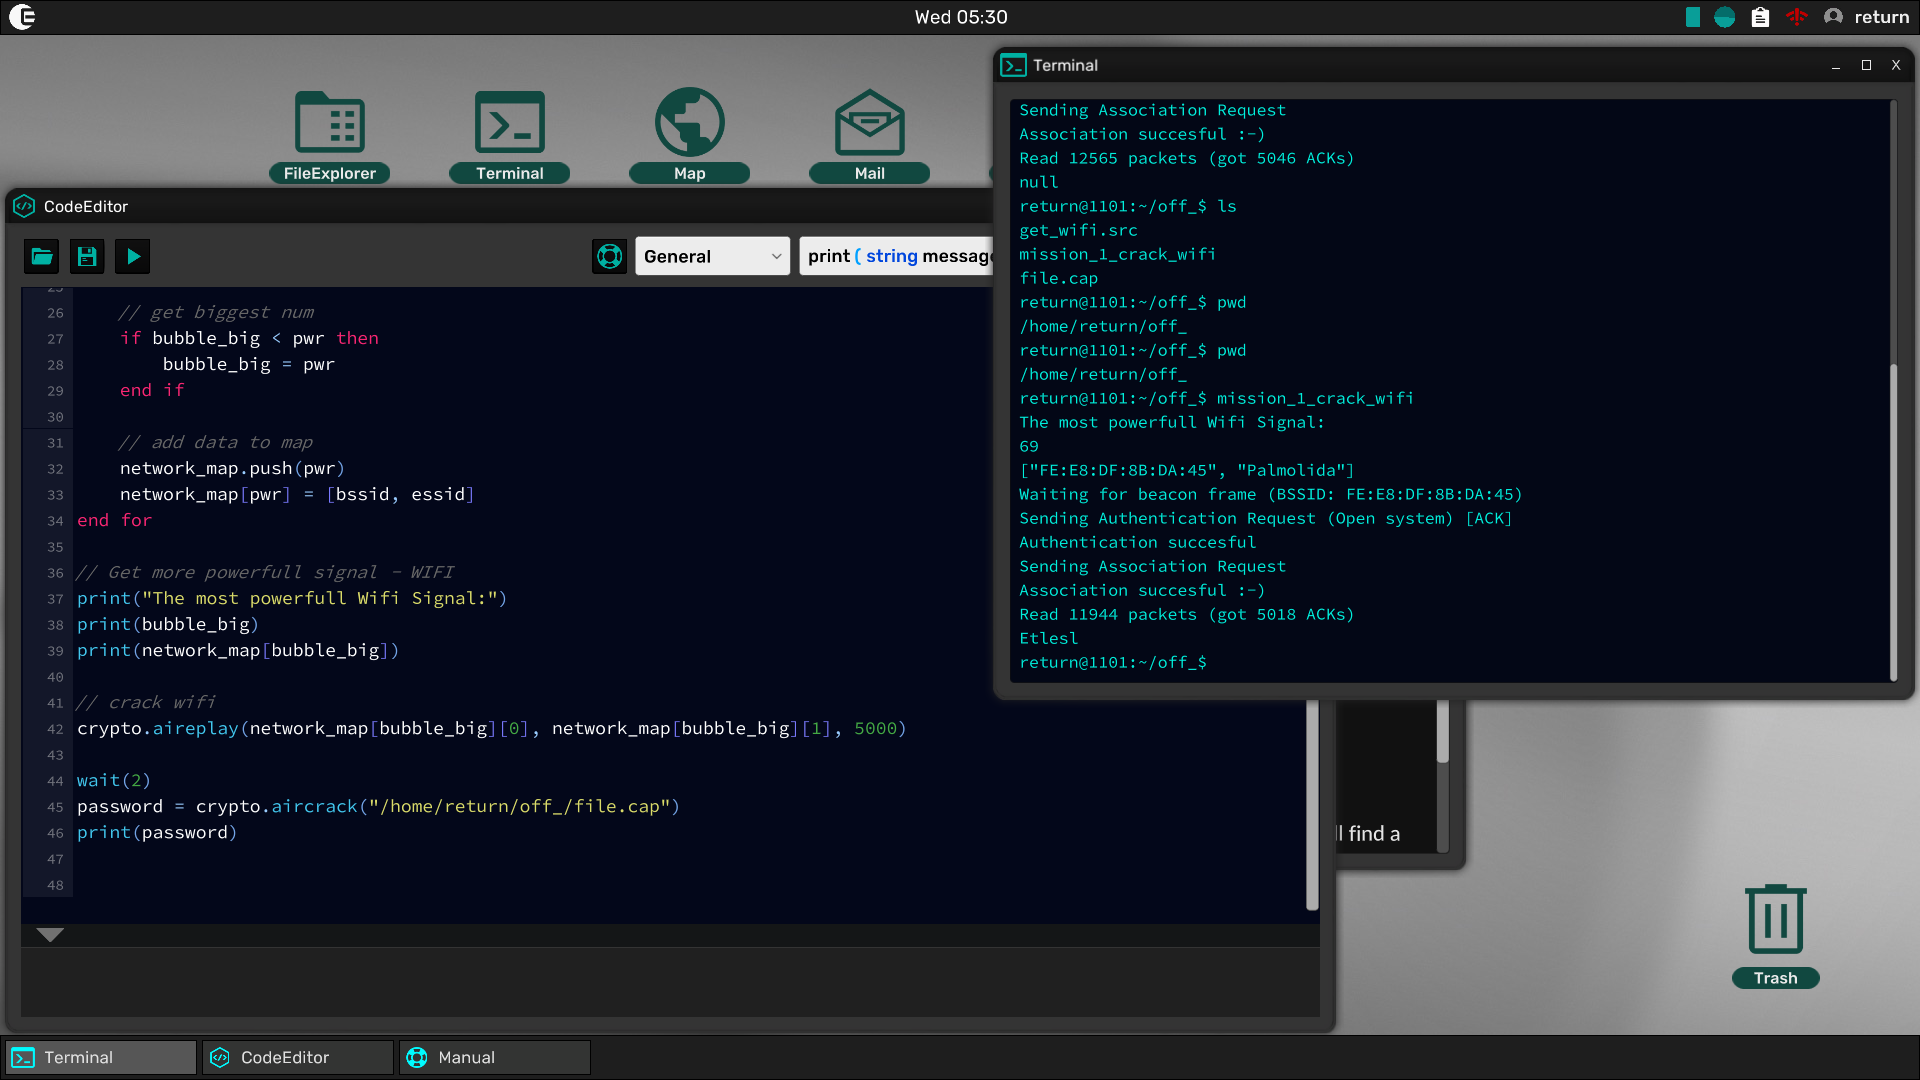 Wed 05:30
return
FileExplorer
Terminal
Map
Mail
CodeEditor
General
print ( string message
26 // get biggest num
27 if bubble_big < pwr then
28 bubble_big = pwr
29 end if
30
31 // add data to map
32 network_map.push(pwr)
33 network_map[pwr] = [bssid, essid]
34 end for
35
36 // Get more powerfull signal - WIFI
37 print("The most powerfull Wifi Signal:")
38 print(bubble_big)
39 print(network_map[bubble_big])
40
41 // crack wifi
42 crypto.aireplay(network_map[bubble_big][0], network_map[bubble_big][1], 5000)
43
44 wait(2)
45 password = crypto.aircrack("/home/return/off_/file.cap")
46 print(password)
47
48
Terminal
_ X
Sending Association Request
Association succesful :-)
Read 12565 packets (got 5046 ACKs)
null
return@1101:~/off_$ ls
get_wifi.src
mission_1_crack_wifi
file.cap
return@1101:~/off_$ pwd
/home/return/off_
return@1101:~/off_$ pwd
/home/return/off_
return@1101:~/off_$ mission_1_crack_wifi
The most powerfull Wifi Signal:
69
["FE:E8:DF:8B:DA:45", "Palmolida"]
Waiting for beacon frame (BSSID: FE:E8:DF:8B:DA:45)
Sending Authentication Request (Open system) [ACK]
Authentication succesful
Sending Association Request
Association succesful :-)
Read 11944 packets (got 5018 ACKs)
Etlesl
return@1101:~/off_$
find a
Trash
Terminal
CodeEditor
Manual